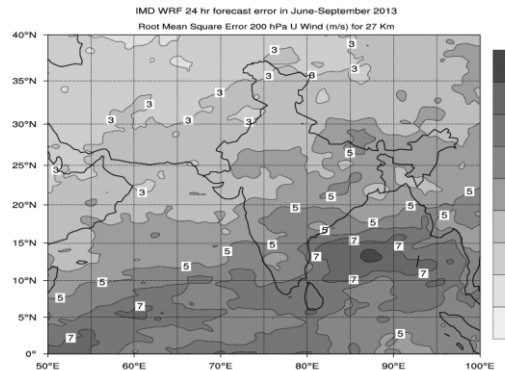 IMD WRF 24 hr forecast error in June-September 2013
Root Mean Square Error 200 hPa U Wind (m/s) for 27 Km
40°N
3 3
35°N 3 3 3
3 3
30°N 3 3 3
5
25°N
3
3 5 5
20°N 5
5
5
15°N 5 5 7 7
7 7
5
10°N 5 7
5
7
5°N
7 5
0°
50°E 60°E 70°E 80°E 90°E 100°E